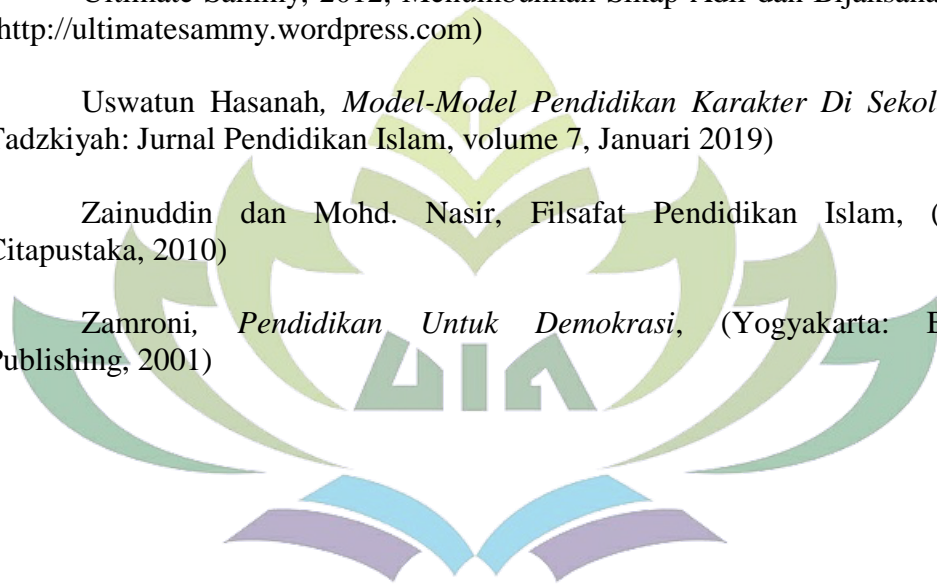 Ultimate Sammy, 2012, Menumbuhkan Sikap Adil dan Bijaksana
http://ultimatesammy.wordpress.com)
Uswatun Hasanah, Model-Model Pendidikan Karakter Di
Tadzkiyah: Jurnal Pendidikan Islam, volume 7, Januari 2019)
Zainuddin dan Mohd. Nasir, Filsafat Pendidikan Islam, (
Citapustaka, 2010)
Zamroni, Pendidikan Untuk Demokrasi, (Yogyakarta:
Publishing, 2001)
UIN